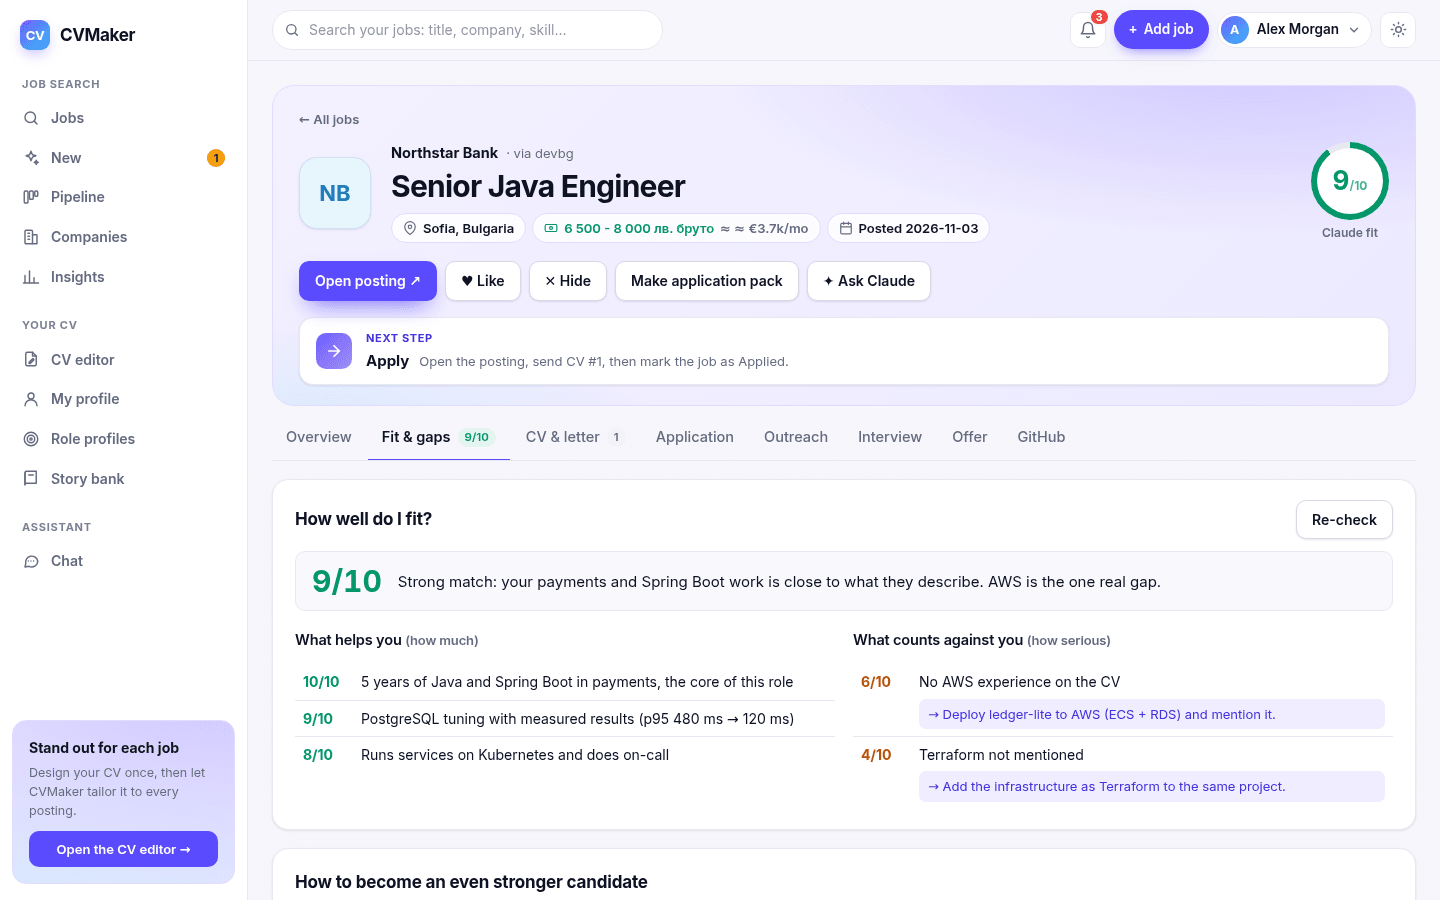 CV CVMaker
JOB SEARCH
Jobs
New 1
Pipeline
Companies
Insights
YOUR CV
CV editor
My profile
Role profiles
Story bank
ASSISTANT
Chat
Stand out for each job
Design your CV once, then let
CVMaker tailor it to every
posting.
Open the CV editor →
Search your jobs: title, company, skill...
3
+ Add job
A Alex Morgan
← All jobs
NB
Northstar Bank · via devbg
Senior Java Engineer
Sofia, Bulgaria
6 500 - 8 000 лв. бруто ≈ ≈ €3.7k/mo
Posted 2026-11-03
9/10
Claude fit
Open posting ↗
♥ Like
✕ Hide
Make application pack
✦ Ask Claude
NEXT STEP
Apply Open the posting, send CV #1, then mark the job as Applied.
Overview
Fit & gaps 9/10
CV & letter 1
Application
Outreach
Interview
Offer
GitHub
How well do I fit?
Re-check
9/10 Strong match: your payments and Spring Boot work is close to what they describe. AWS is the one real gap.
What helps you (how much)
10/10 5 years of Java and Spring Boot in payments, the core of this role
9/10 PostgreSQL tuning with measured results (p95 480 ms → 120 ms)
8/10 Runs services on Kubernetes and does on-call
What counts against you (how serious)
6/10 No AWS experience on the CV
→ Deploy ledger-lite to AWS (ECS + RDS) and mention it.
4/10 Terraform not mentioned
→ Add the infrastructure as Terraform to the same project.
How to become an even stronger candidate